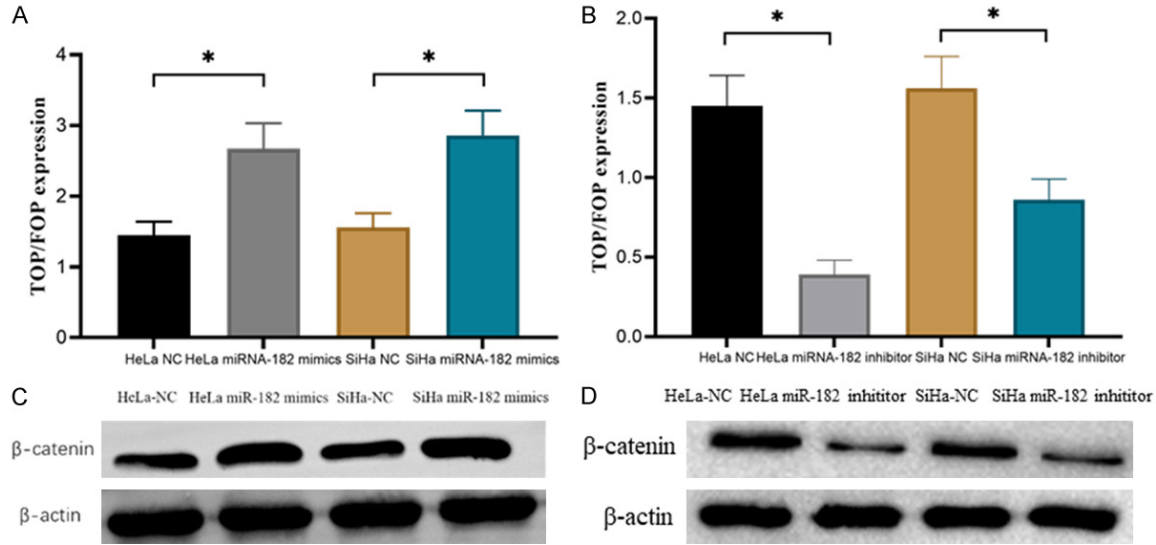 A
TOP/FOP expression
4
3
2
1
0
*
*
HeLa NC HeLa miRNA-182 mimics SiHa NC SiHa miRNA-182 mimics
B
TOP/FOP expression
2.0
1.5
1.0
0.5
0.0
*
*
HeLa NC HeLa miRNA-182 inhibitor SiHa NC SiHa miRNA-182 inhibitor
C
HeLa-NC HeLa miR-182 mimics SiHa-NC SiHa miR-182 mimics
β-catenin
β-actin
D
HeLa-NC HeLa miR-182 inhititor SiHa-NC SiHa miR-182 inhititor
β-catenin
β-actin